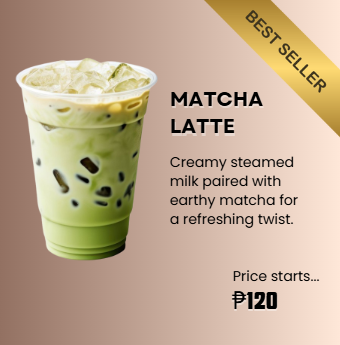 BEST SELLER
MATCHA
LATTE
Creamy steamed
milk paired with
earthy matcha for
a refreshing twist.
Price starts...
₱120